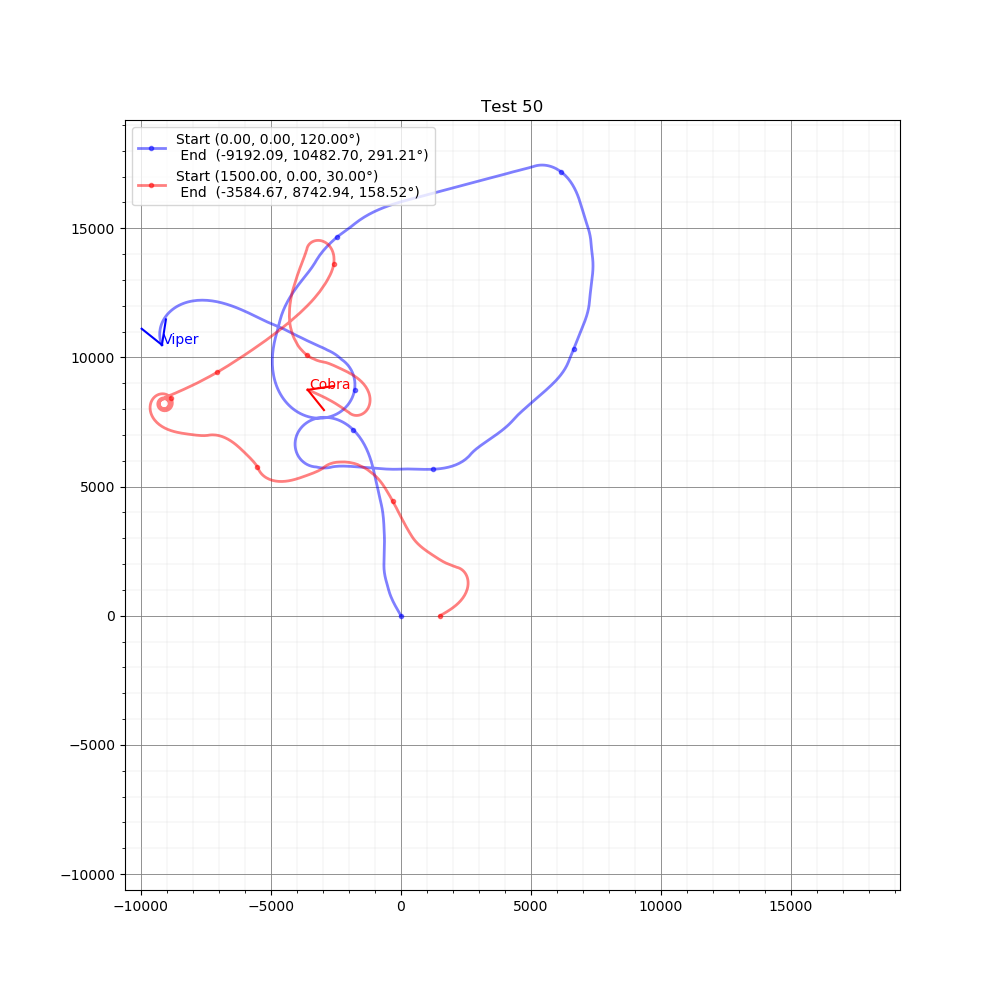 Test 50
Start (0.00, 0.00, 120.00°)
End  (-9192.09, 10482.70, 291.21°)
Start (1500.00, 0.00, 30.00°)
End  (-3584.67, 8742.94, 158.52°)
15000
10000
5000
0
−5000
−10000
Viper
Cobra
−10000
−5000
0
5000
10000
15000